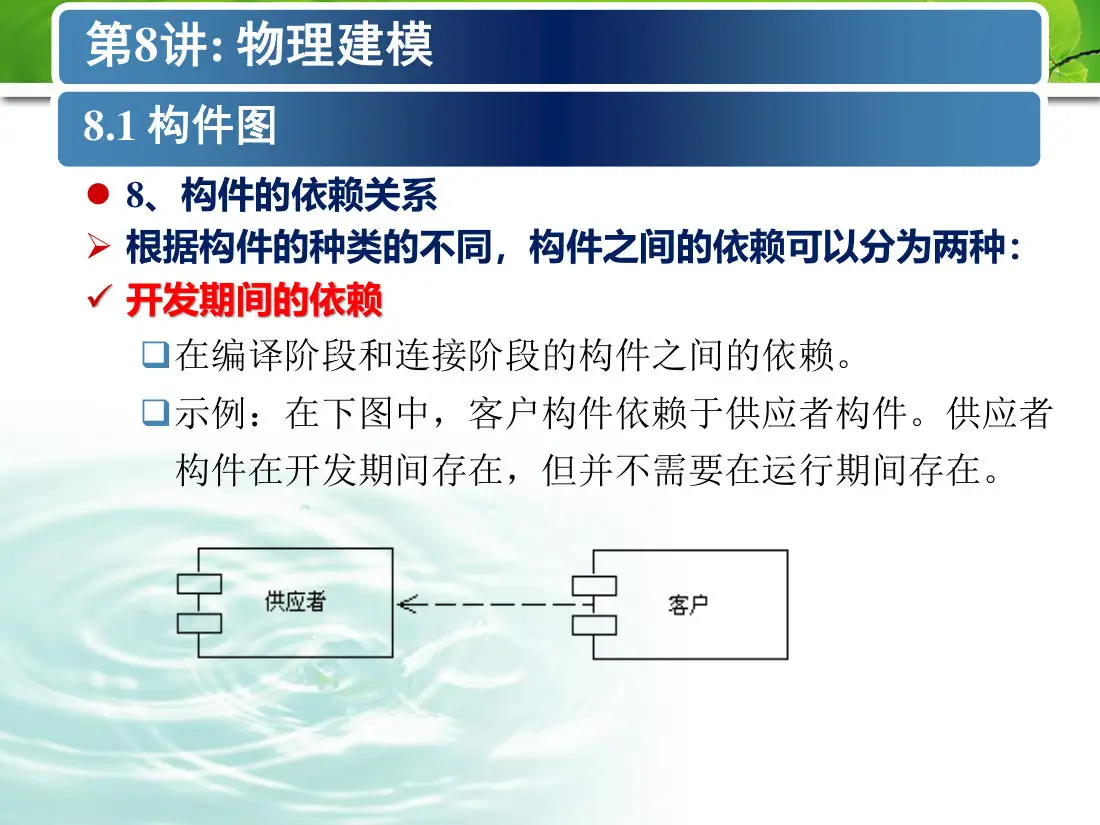 第8讲: 物理建模
8.1 构件图
8、构件的依赖关系
根据构件的种类的不同，构件之间的依赖可以分为两种：
开发期间的依赖
在编译阶段和连接阶段的构件之间的依赖。
示例：在下图中，客户构件依赖于供应者构件。供应者
构件在开发期间存在，但并不需要在运行期间存在。
供应者
客户